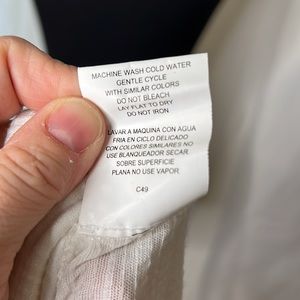 MACHINE WASH COLD WATER
GENTLE CYCLE
WITH SIMILAR COLORS
DO NOT BLEACH
LAY FLAT TO DRY
DO NOT IRON
LAVAR A MAQUINA CON AGUA
FRIA EN CICLO DELICADO
CON COLORES SIMILARES NO
USE BLANQUEADOR SECAR
SOBRE SUPERFICIE
PLANA NO USE VAPOR
C49